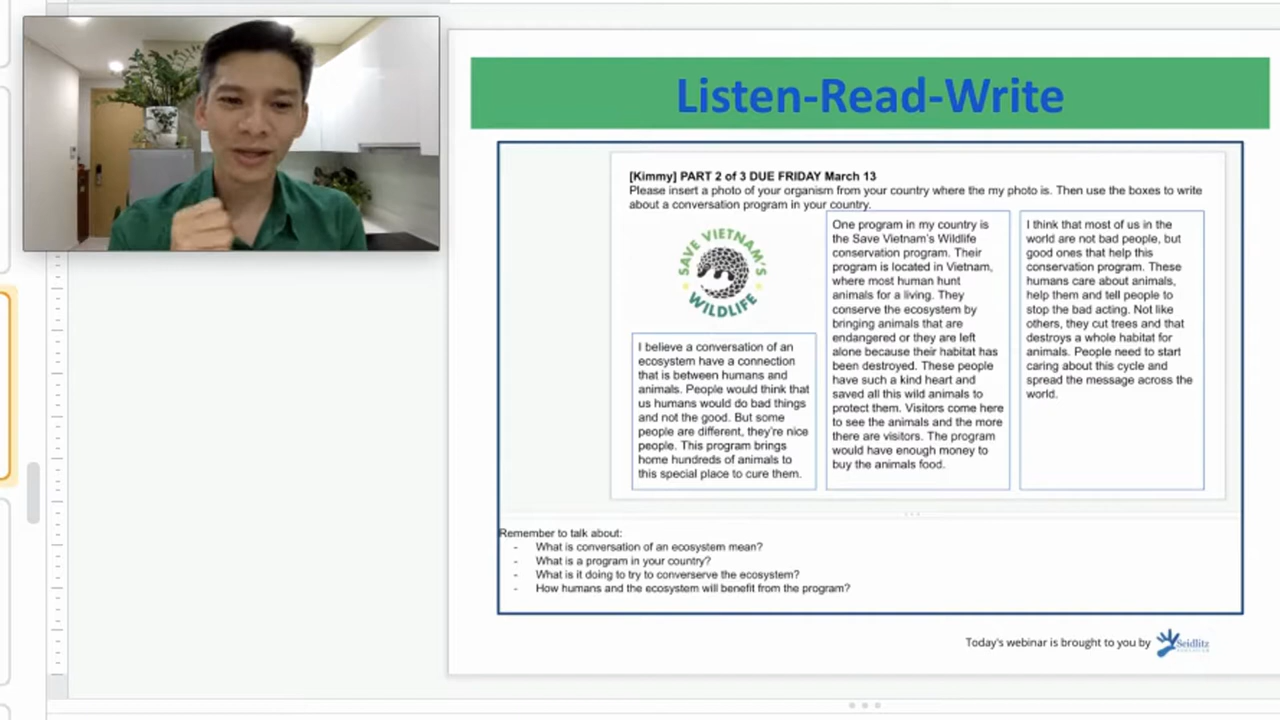 Listen-Read-Write
[Kimmy] PART 2 of 3 DUE FRIDAY March 13
Please insert a photo of your organism from your country where the my photo is. Then use the boxes to write
about a conversation program in your country.
SAVE VIETNAM'S
WILDLIFE
I believe a conversation of an
ecosystem have a connection
that is between humans and
animals. People would think that
us humans would do bad things
and not the good. But some
people are different, they're nice
people. This program brings
home hundreds of animals to
this special place to cure them.
One program in my country is
the Save Vietnam's Wildlife
conservation program. Their
program is located in Vietnam,
where most human hunt
animals for a living. They
conserve the ecosystem by
bringing animals that are
endangered or they are left
alone because their habitat has
been destroyed. These people
have such a kind heart and
saved all this wild animals to
protect them. Visitors come here
to see the animals and the more
there are visitors. The program
would have enough money to
buy the animals food.
I think that most of us in the
world are not bad people, but
good ones that help this
conservation program. These
humans care about animals,
help them and tell people to
stop the bad acting. Not like
others, they cut trees and that
destroys a whole habitat for
animals. People need to start
caring about this cycle and
spread the message across the
world.
Remember to talk about:
- What is conversation of an ecosystem mean?
- What is a program in your country?
- What is it doing to try to converserve the ecosystem?
- How humans and the ecosystem will benefit from the program?
Today's webinar is brought to you by
Seidlitz